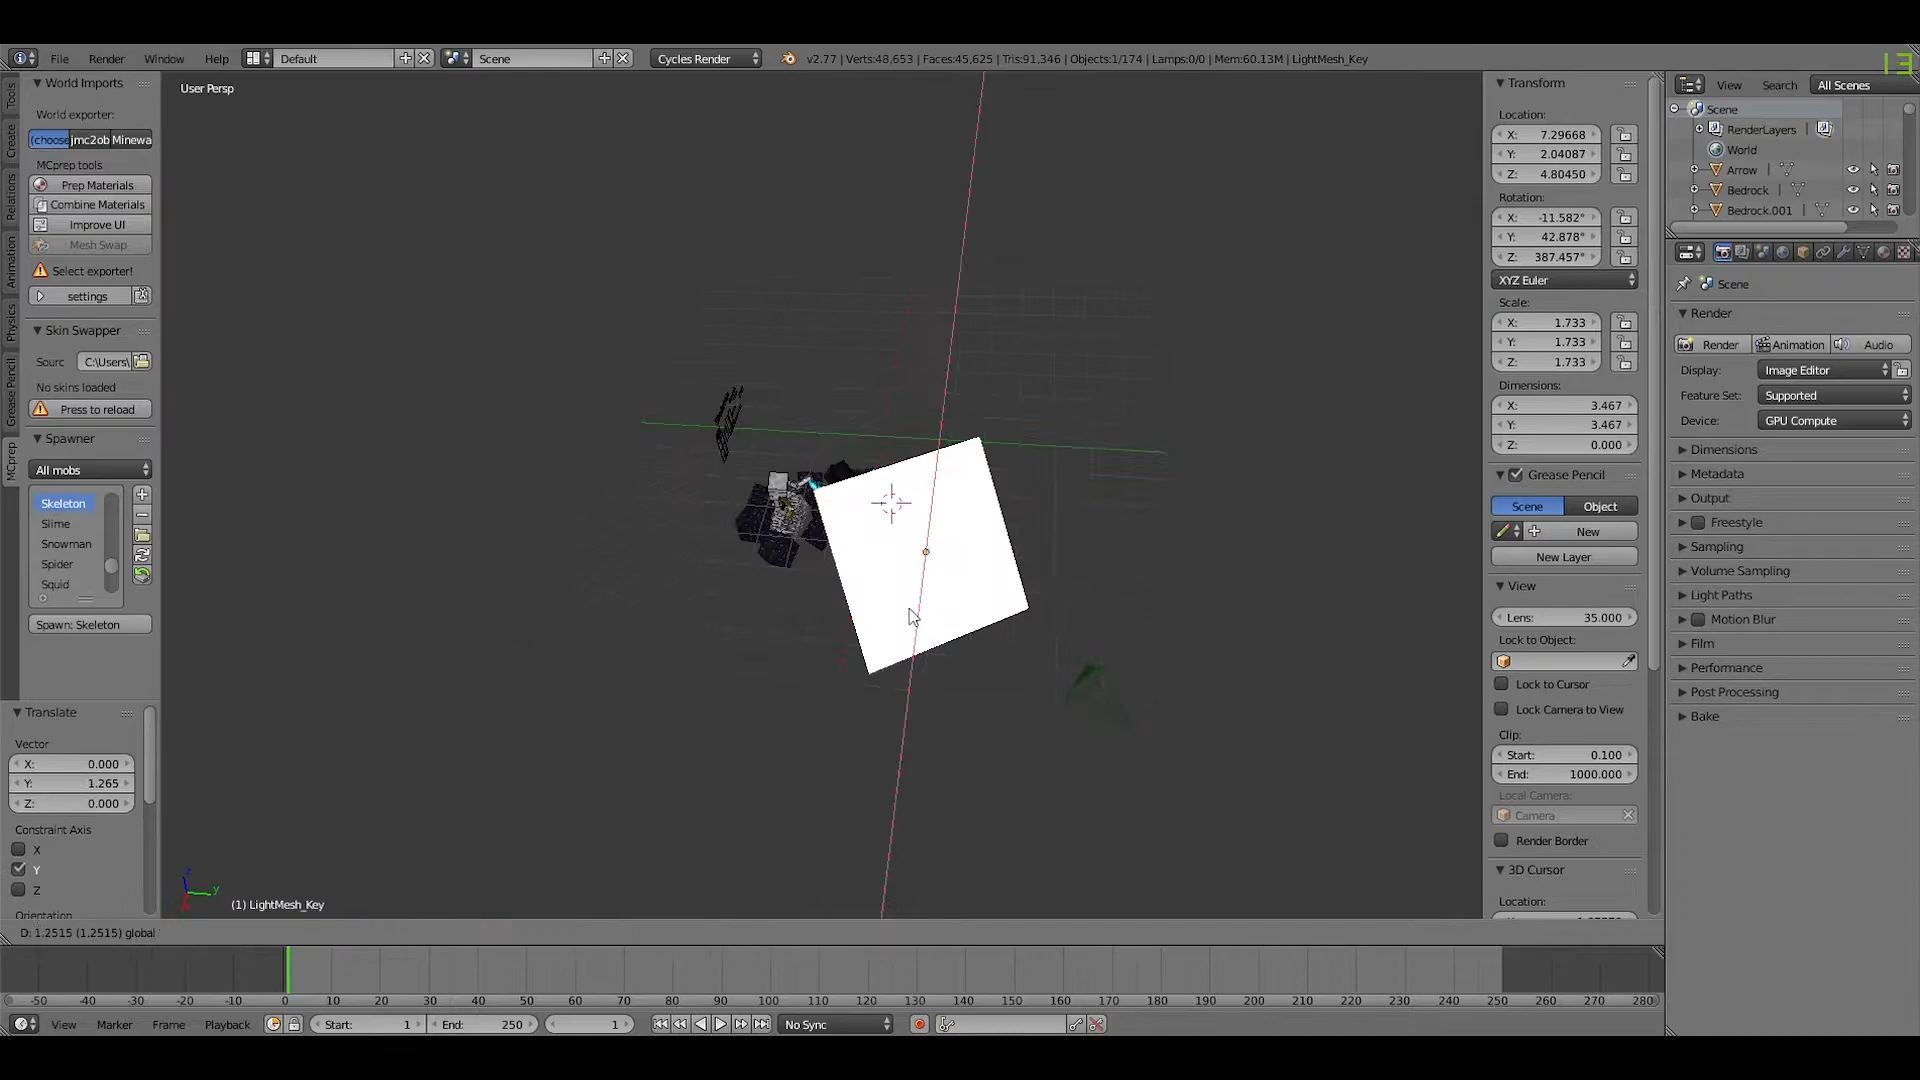 13
File Render Window Help Default Scene Cycles Render v2.77 | Verts:48,653 | Faces:45,625 | Tris:91,346 | Objects:1/174 | Lamps:0/0 | Mem:60.13M | LightMesh_Key
Tools
Create
Relations
Animation
Physics
Grease Pencil
MCprep
World Imports
World exporter:
(choose jmc2ob Minewa
MCprep tools
Prep Materials
Combine Materials
Improve UI
Mesh Swap
Select exporter!
settings
Skin Swapper
Sourc C:\Users\
No skins loaded
Press to reload
Spawner
All mobs
Skeleton
Slime
Snowman
Spider
Squid
Spawn: Skeleton
Translate
Vector
X: 0.000
Y: 1.265
Z: 0.000
Constraint Axis
X
Y
Z
Orientation
User Persp
z
y
(1) LightMesh_Key
D: 1.2515 (1.2515) global
Transform
Location:
X: 7.29668
Y: 2.04087
Z: 4.80450
Rotation:
X: -11.582°
Y: 42.878°
Z: 387.457°
XYZ Euler
Scale:
X: 1.733
Y: 1.733
Z: 1.733
Dimensions:
X: 3.467
Y: 3.467
Z: 0.000
Grease Pencil
Scene Object
New
New Layer
View
Lens: 35.000
Lock to Object:
Lock to Cursor
Lock Camera to View
Clip:
Start: 0.100
End: 1000.000
Local Camera:
Camera
Render Border
3D Cursor
Location:
View Search All Scenes
Scene
RenderLayers
World
Arrow
Bedrock
Bedrock.001
Scene
Render
Render Animation Audio
Display: Image Editor
Feature Set: Supported
Device: GPU Compute
Dimensions
Metadata
Output
Freestyle
Sampling
Volume Sampling
Light Paths
Motion Blur
Film
Performance
Post Processing
Bake
-50 -40 -30 -20 -10 0 10 20 30 40 50 60 70 80 90 100 110 120 130 140 150 160 170 180 190 200 210 220 230 240 250 260 270 280
View Marker Frame Playback Start: 1 End: 250 1 No Sync